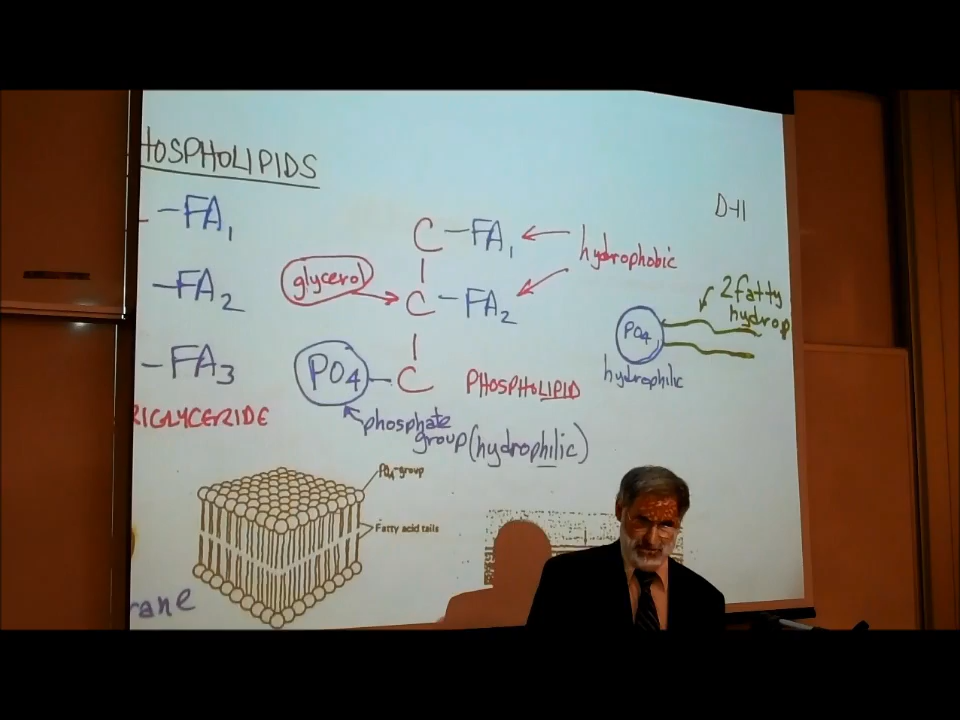 HOSPHOLIPIDS
D-11
-FA1
C-FA1
hydrophobic
glycerol
-FA2
C-FA2
2 fatty
hydrop
PO4
hydrophilic
-FA3
PO4-C
PHOSPHOLIPID
RIGLYCERIDE
phosphate
group (hydrophilic)
PO4-group
Fatty acid tails
rane